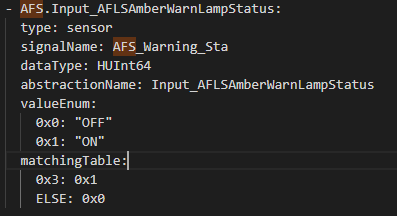 - AFS.Input_AFLSAmberWarnLampStatus:
type: sensor
signalName: AFS_Warning_Sta
dataType: HUInt64
abstractionName: Input_AFLSAmberWarnLampStatus
valueEnum:
0x0: "OFF"
0x1: "ON"
matchingTable:
0x3: 0x1
ELSE: 0x0